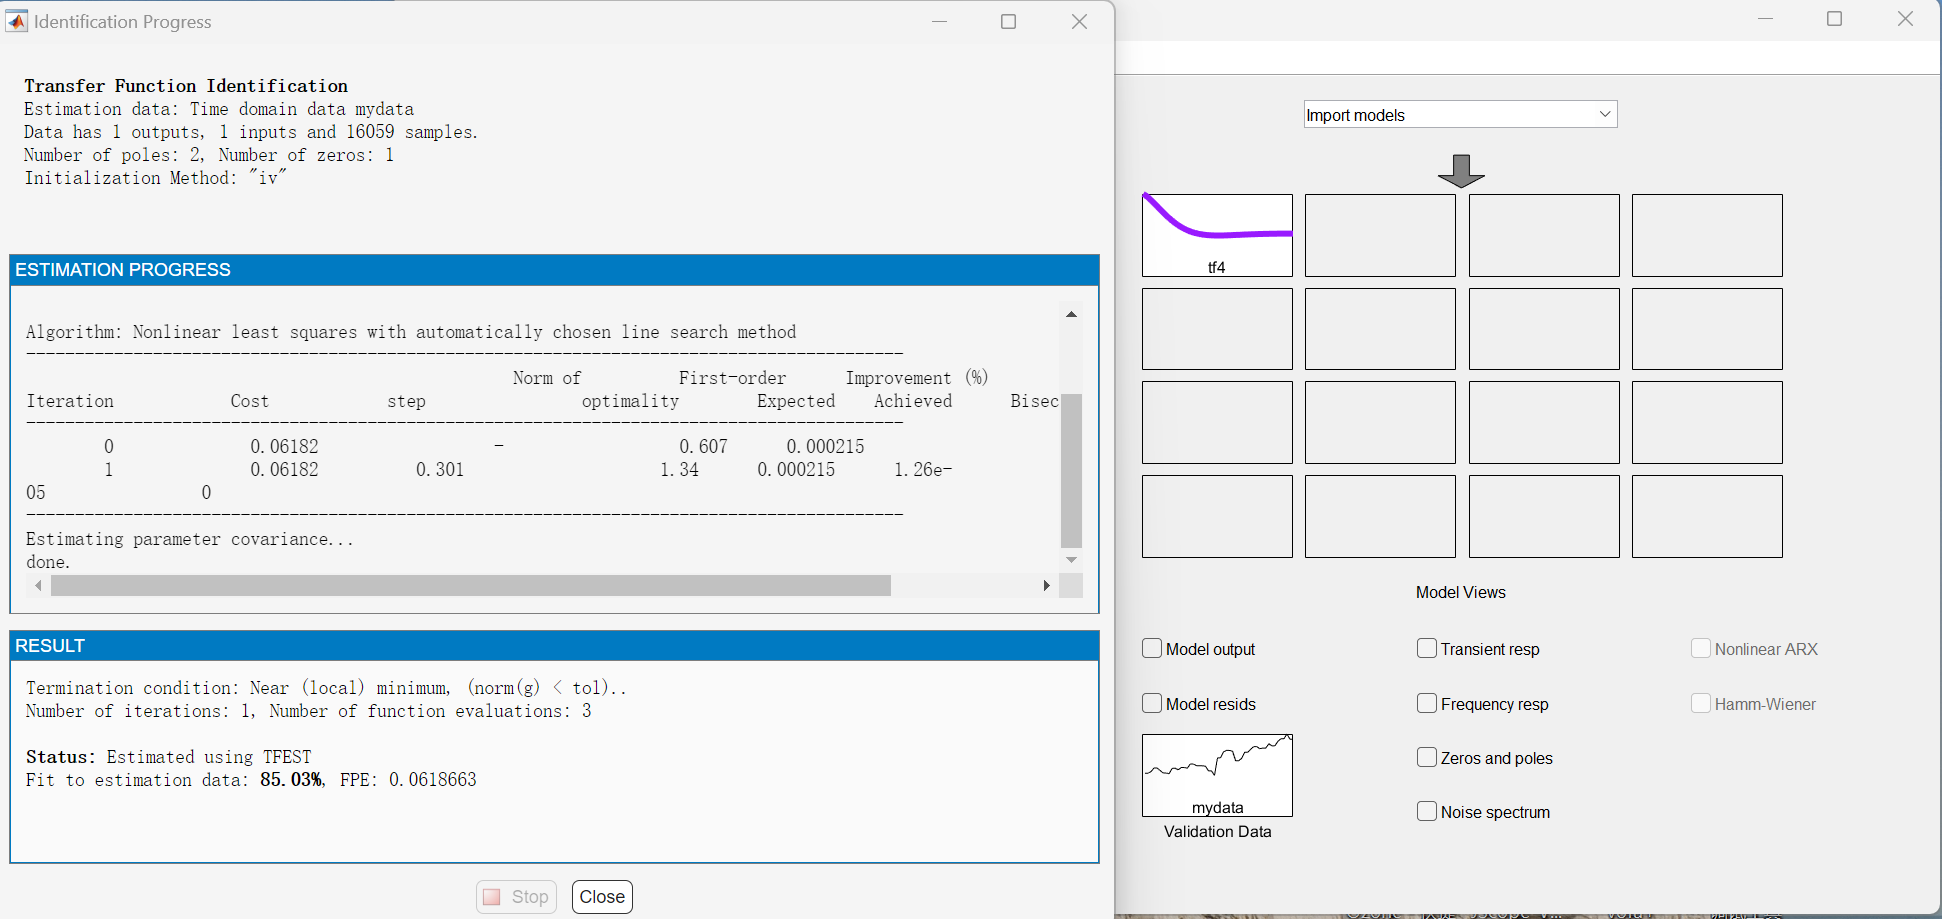 Identification Progress
Transfer Function Identification
Estimation data: Time domain data mydata
Data has 1 outputs, 1 inputs and 16059 samples.
Number of poles: 2, Number of zeros: 1
Initialization Method: "iv"
ESTIMATION PROGRESS
Algorithm: Nonlinear least squares with automatically chosen line search method
------------------------------------------------------------------------------------------
Norm of First-order Improvement (%)
Iteration Cost step optimality Expected Achieved Bisec
------------------------------------------------------------------------------------------
0 0.06182 - 0.607 0.000215
1 0.06182 0.301 1.34 0.000215 1.26e-
05 0
------------------------------------------------------------------------------------------
Estimating parameter covariance...
done.
RESULT
Termination condition: Near (local) minimum, (norm(g) < tol)..
Number of iterations: 1, Number of function evaluations: 3
Status: Estimated using TFEST
Fit to estimation data: 85.03%, FPE: 0.0618663
Stop
Close
Import models
tf4
Model Views
Model output
Transient resp
Nonlinear ARX
Model resids
Frequency resp
Hamm-Wiener
Zeros and poles
mydata
Noise spectrum
Validation Data